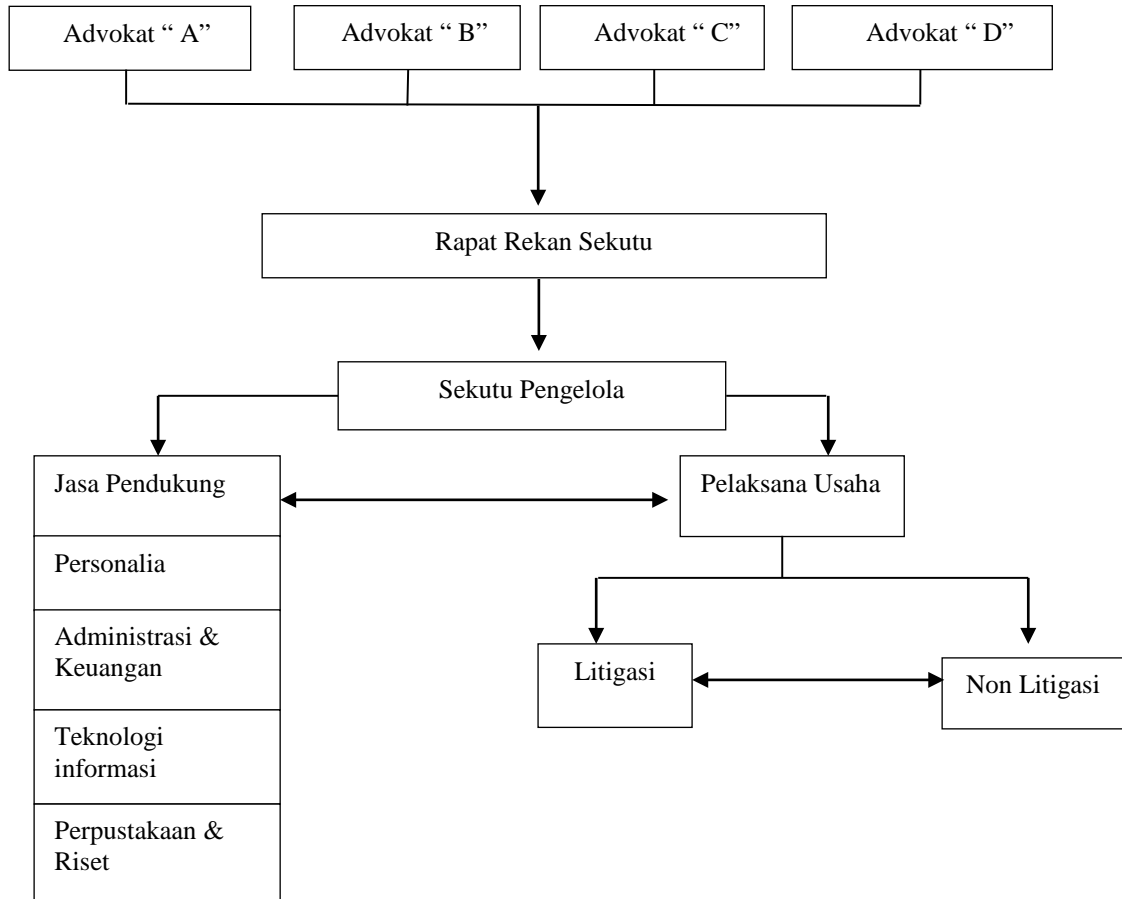 Advokat “ A”
Advokat “ B”
Advokat “ C”
Advokat “ D”
Rapat Rekan Sekutu
Sekutu Pengelola
Jasa Pendukung
Pelaksana Usaha
Personalia
Administrasi &
Keuangan
Litigasi
Non Litigasi
Teknologi
informasi
Perpustakaan &
Riset